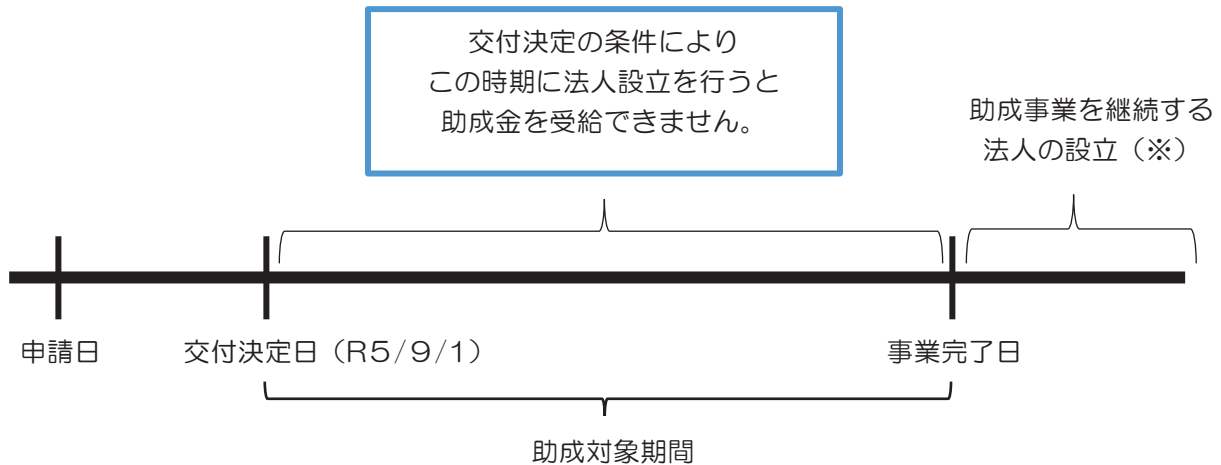 交付決定の条件により
この時期に法人設立を行うと
助成金を受給できません。
助成事業を継続する
法人の設立（※）
申請日
交付決定日（R5/9/1）
事業完了日
助成対象期間